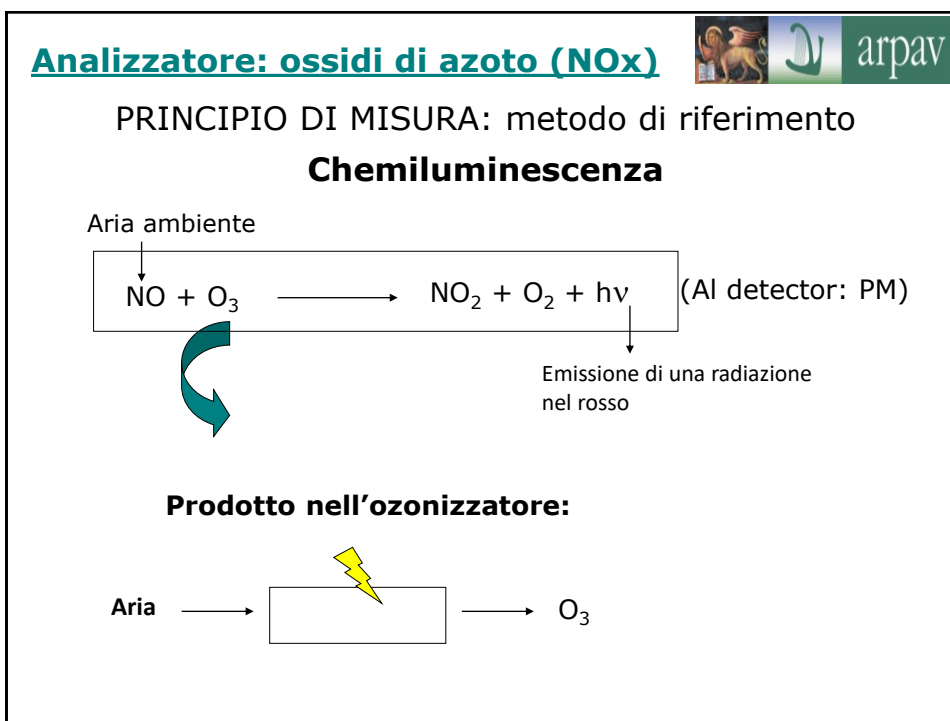 Analizzatore: ossidi di azoto (NOx)
arpav
PRINCIPIO DI MISURA: metodo di riferimento
Chemiluminescenza
Aria ambiente
NO + O₃ → NO₂ + O₂ + hν (Al detector: PM)
Emissione di una radiazione
nel rosso
Prodotto nell’ozonizzatore:
Aria → → O₃